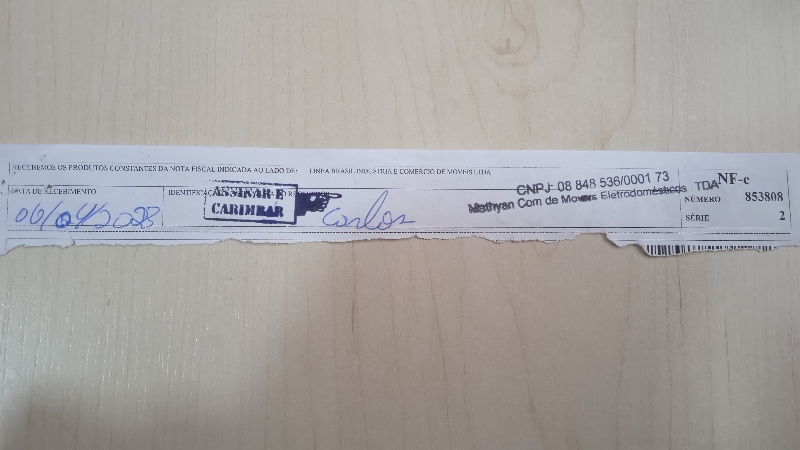 RECEBEMOS OS PRODUTOS CONSTANTES DA NOTA FISCAL INDICADA AO LADO DE: LINEA BRASIL INDUSTRIA E COMERCIO DE MOVEIS LTDA
CNPJ 08 848 536/0001 73
NF-e
DATA DE RECEBIMENTO
ASSINAR E
CARIMBAR
Mathyan Com de Moveis Eletrodomésticos TDA
NÚMERO 853808
06/04/2023
Carlos
SÉRIE 2